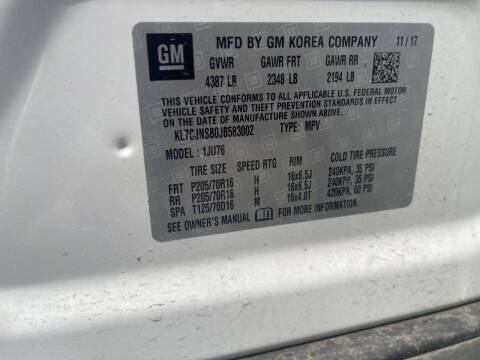 GM
MFD BY GM KOREA COMPANY 11/17
GVWR GAWR FRT GAWR RR
4387 LB 2348 LB 2194 LB
THIS VEHICLE CONFORMS TO ALL APPLICABLE U.S. FEDERAL MOTOR
VEHICLE SAFETY AND THEFT PREVENTION STANDARDS IN EFFECT ON
THE DATE OF MANUFACTURE SHOWN ABOVE.
KL7CJNSB0JB583002 TYPE: MPV
MODEL: 1JU76
TIRE SIZE SPEED RTG RIM COLD TIRE PRESSURE
FRT P205/70R16 H 16x6.5J 240KPA, 35 PSI
RR P205/70R16 H 16x6.5J 240KPA, 35 PSI
SPA T125/70D16 M 16x4.0T 420KPA, 60 PSI
SEE OWNER'S MANUAL FOR MORE INFORMATION.